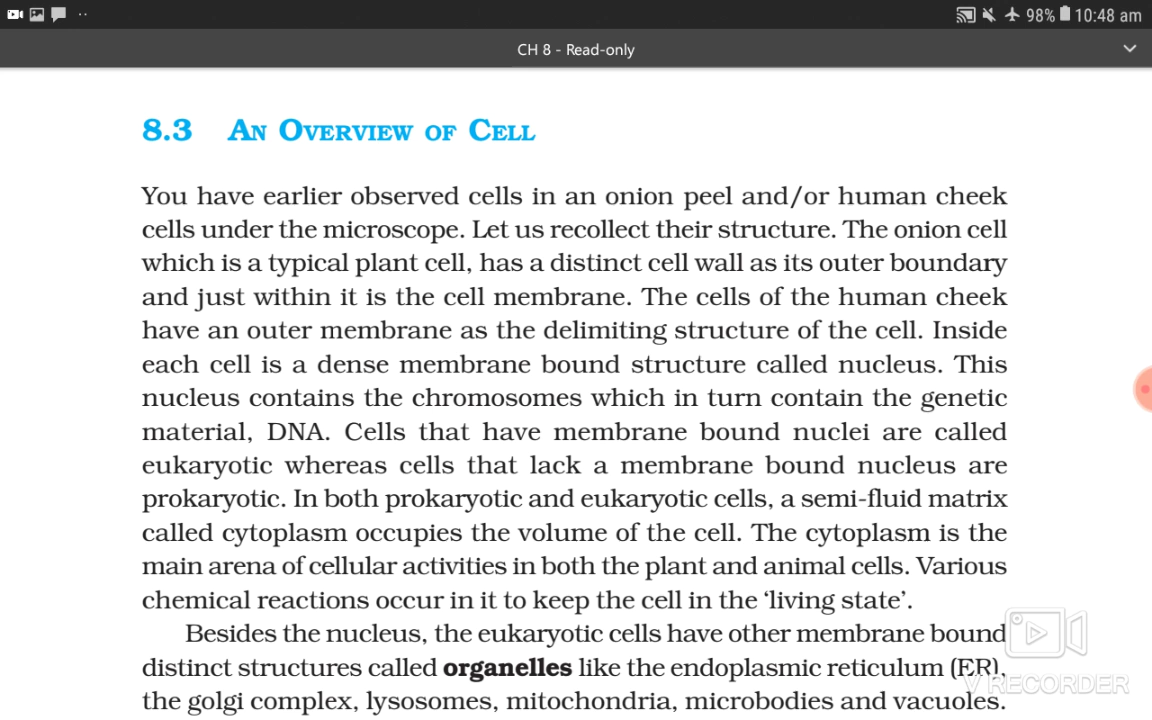 98% 10:48 am
CH 8 - Read-only
8.3 AN OVERVIEW OF CELL
You have earlier observed cells in an onion peel and/or human cheek
cells under the microscope. Let us recollect their structure. The onion cell
which is a typical plant cell, has a distinct cell wall as its outer boundary
and just within it is the cell membrane. The cells of the human cheek
have an outer membrane as the delimiting structure of the cell. Inside
each cell is a dense membrane bound structure called nucleus. This
nucleus contains the chromosomes which in turn contain the genetic
material, DNA. Cells that have membrane bound nuclei are called
eukaryotic whereas cells that lack a membrane bound nucleus are
prokaryotic. In both prokaryotic and eukaryotic cells, a semi-fluid matrix
called cytoplasm occupies the volume of the cell. The cytoplasm is the
main arena of cellular activities in both the plant and animal cells. Various
chemical reactions occur in it to keep the cell in the ‘living state’.
Besides the nucleus, the eukaryotic cells have other membrane bound
distinct structures called organelles like the endoplasmic reticulum (ER),
the golgi complex, lysosomes, mitochondria, microbodies and vacuoles.
V RECORDER